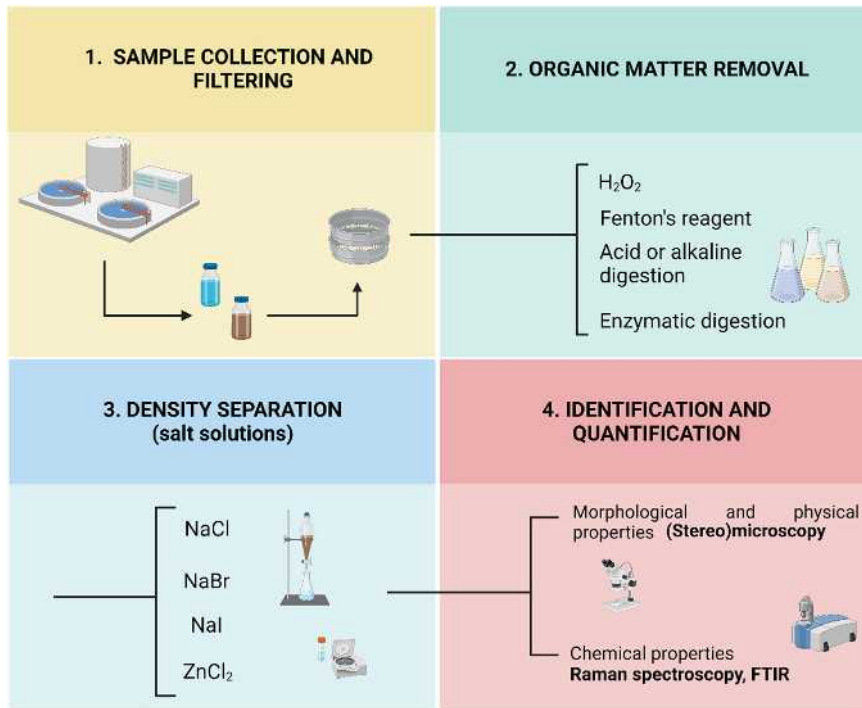 1. SAMPLE COLLECTION AND
FILTERING
2. ORGANIC MATTER REMOVAL
H₂O₂
Fenton's reagent
Acid or alkaline
digestion
Enzymatic digestion
3. DENSITY SEPARATION
(salt solutions)
NaCl
NaBr
NaI
ZnCl₂
4. IDENTIFICATION AND
QUANTIFICATION
Morphological and physical
properties (Stereo)microscopy
Chemical properties
Raman spectroscopy, FTIR